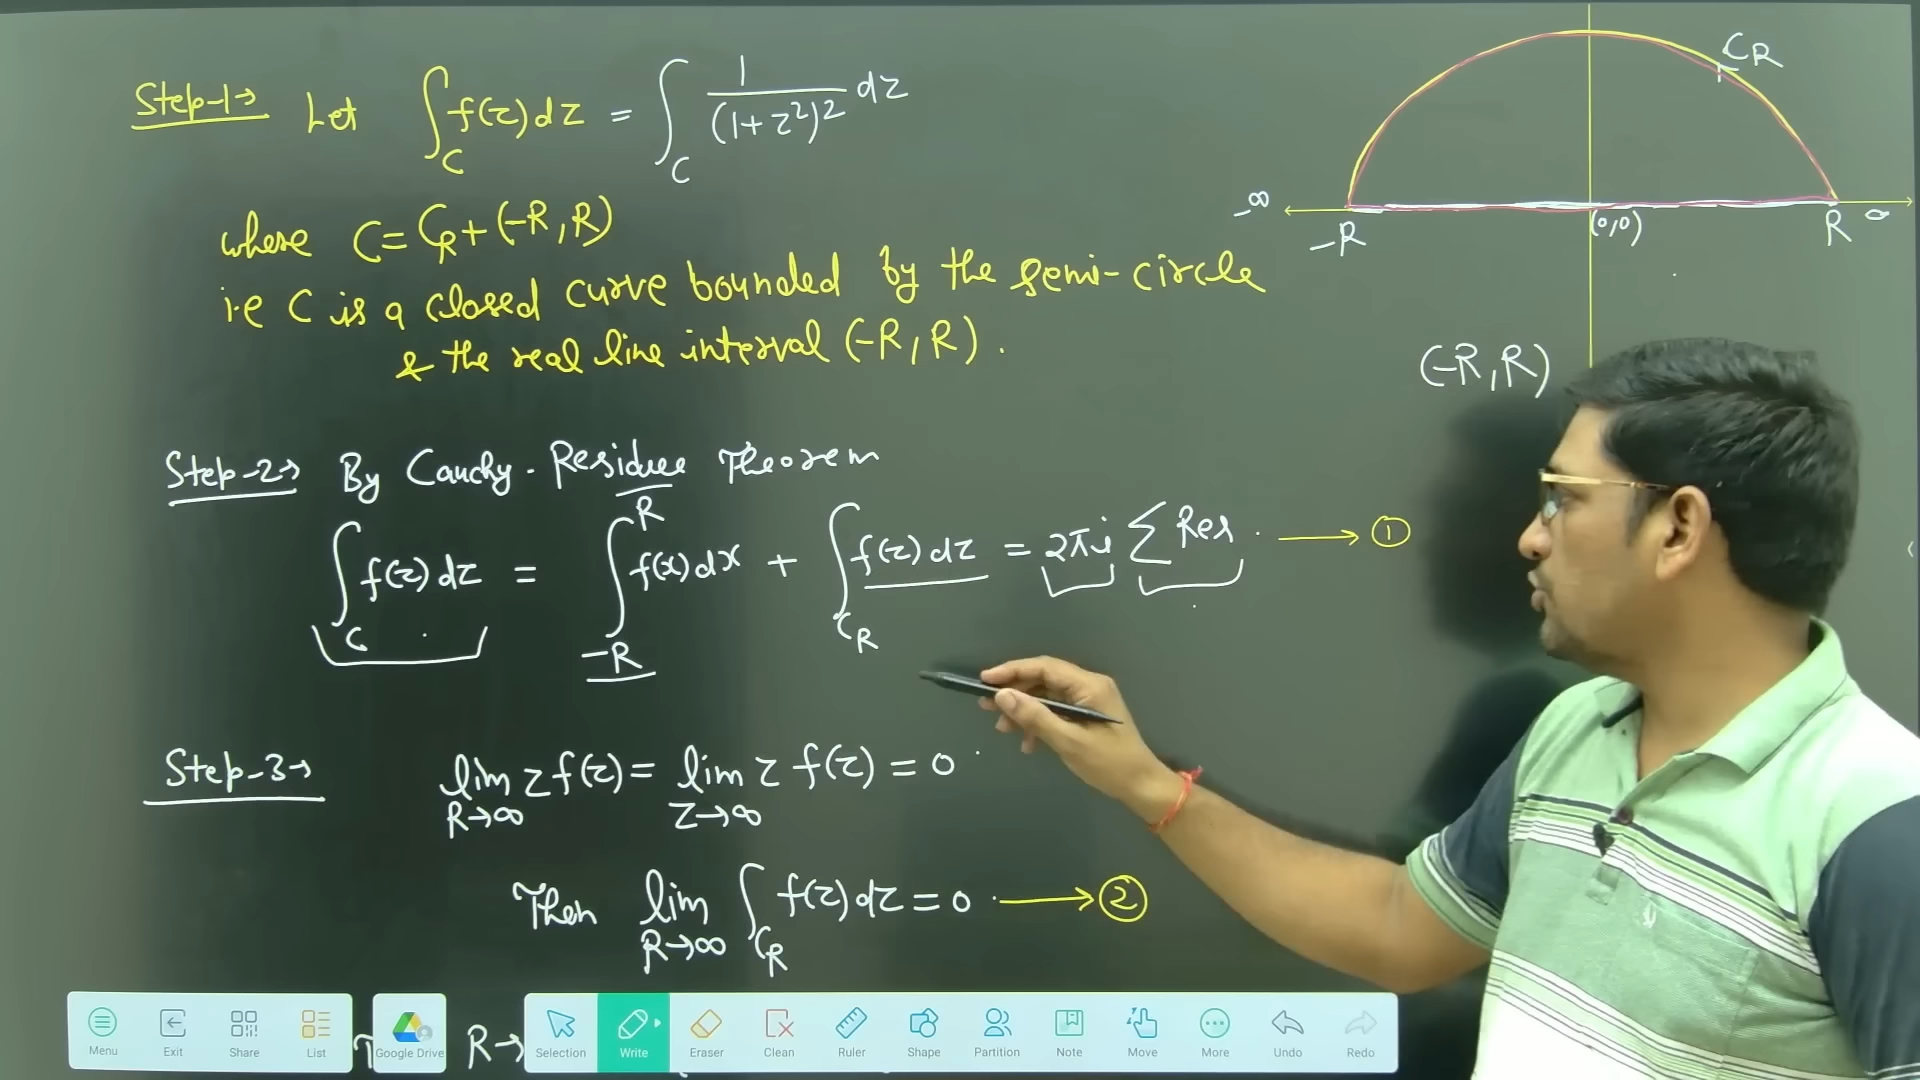 Step-1→ Let ∫_C f(z) dz = ∫_C 1/(1+z²)² dz
where C = C_R + (-R, R)
i.e C is a closed curve bounded by the semi-circle
& the real line interval (-R, R).
C_R
-∞ -R (0,0) R ∞
(-R, R)
Step-2→ By Cauchy-Residue Theorem
∫_C f(z) dz = ∫_{-R}^{R} f(x) dx + ∫_{C_R} f(z) dz = 2πi Σ Res. → ①
Step-3→ lim_{R→∞} z f(z) = lim_{z→∞} z f(z) = 0
Then lim_{R→∞} ∫_{C_R} f(z) dz = 0 → ②
R→
Menu Exit Share List Google Drive Selection Write Eraser Clean Ruler Shape Partition Note Move More Undo Redo